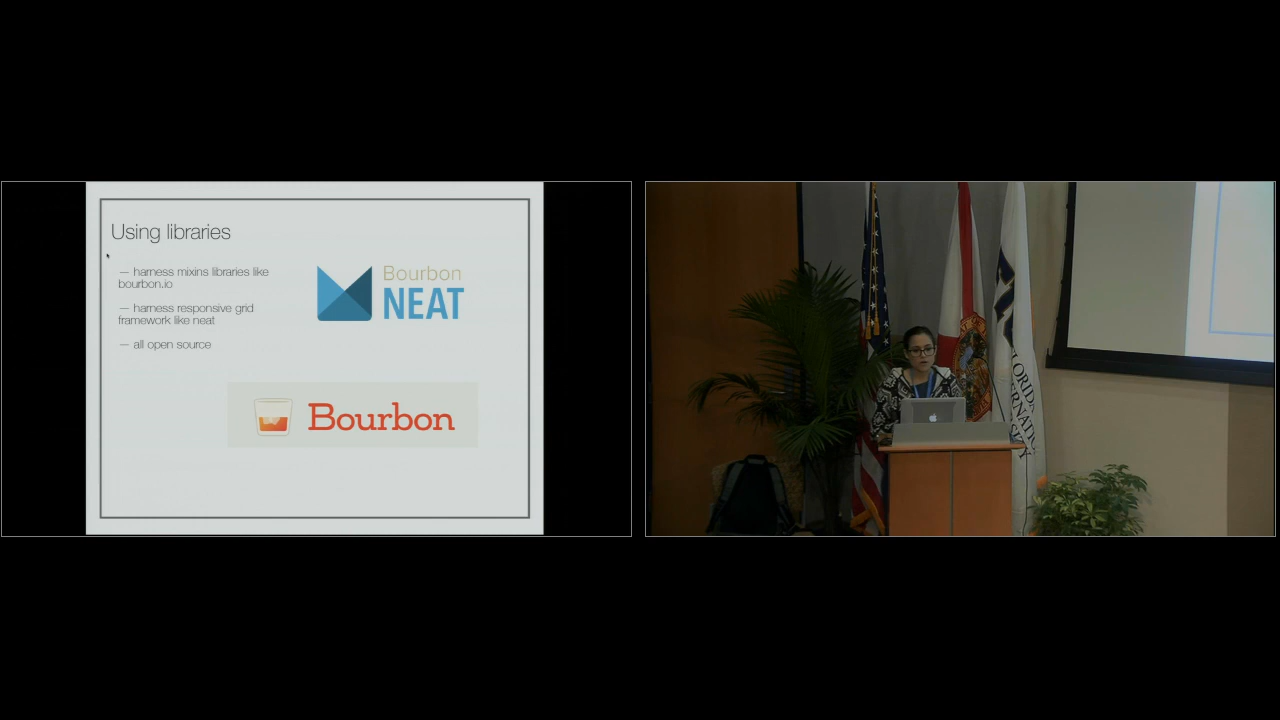 Using libraries
— harness mixins libraries like
bourbon.io
— harness responsive grid
framework like neat
— all open source
Bourbon
NEAT
Bourbon
FLORIDA